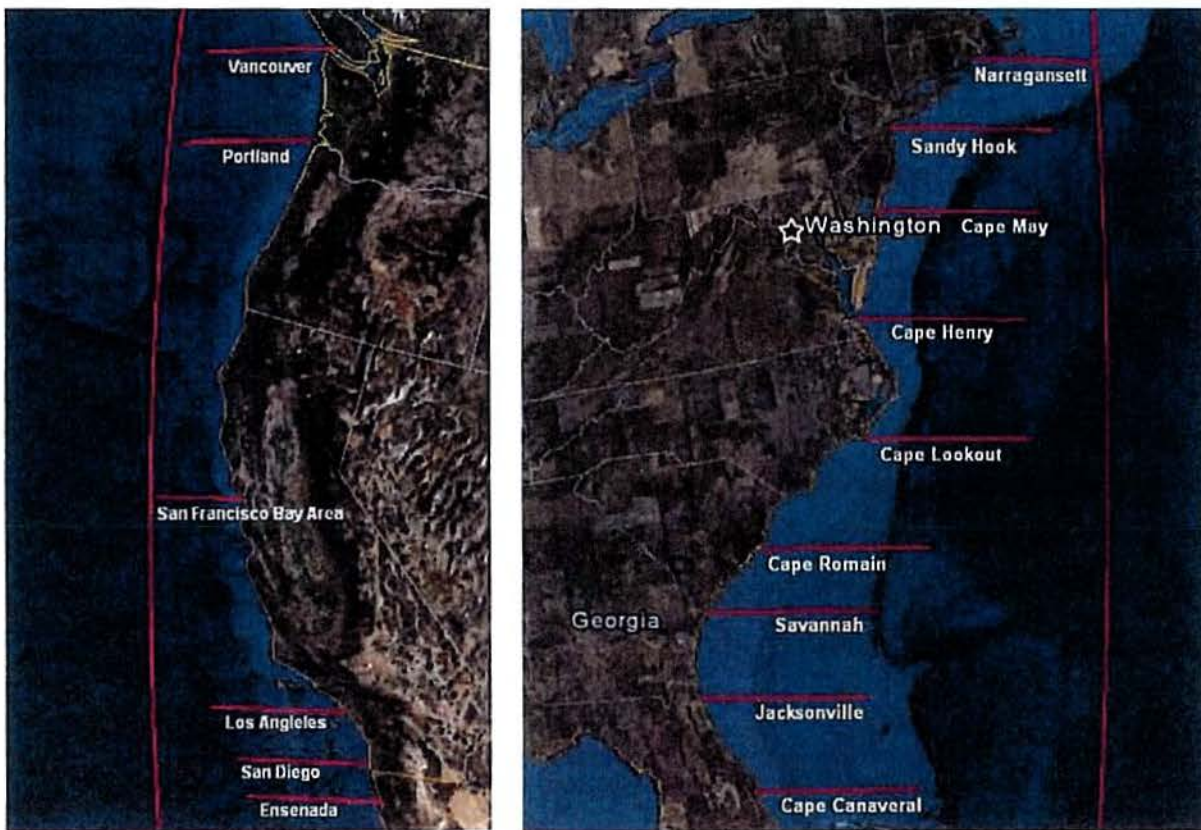 Vancouver
Portland
San Francisco Bay Area
Los Angleles
San Diego
Ensenada
Narragansett
Sandy Hook
Washington
Cape May
Cape Henry
Cape Lookout
Cape Romain
Georgia
Savannah
Jacksonville
Cape Canaveral